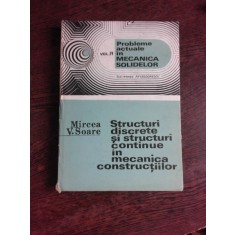 Probleme
actuale
VOL. II în
MECANICA
SOLIDELOR
Mircea
V. Soare
Structuri
discrete
și structuri
continue
în
mecanica
construcțiilor